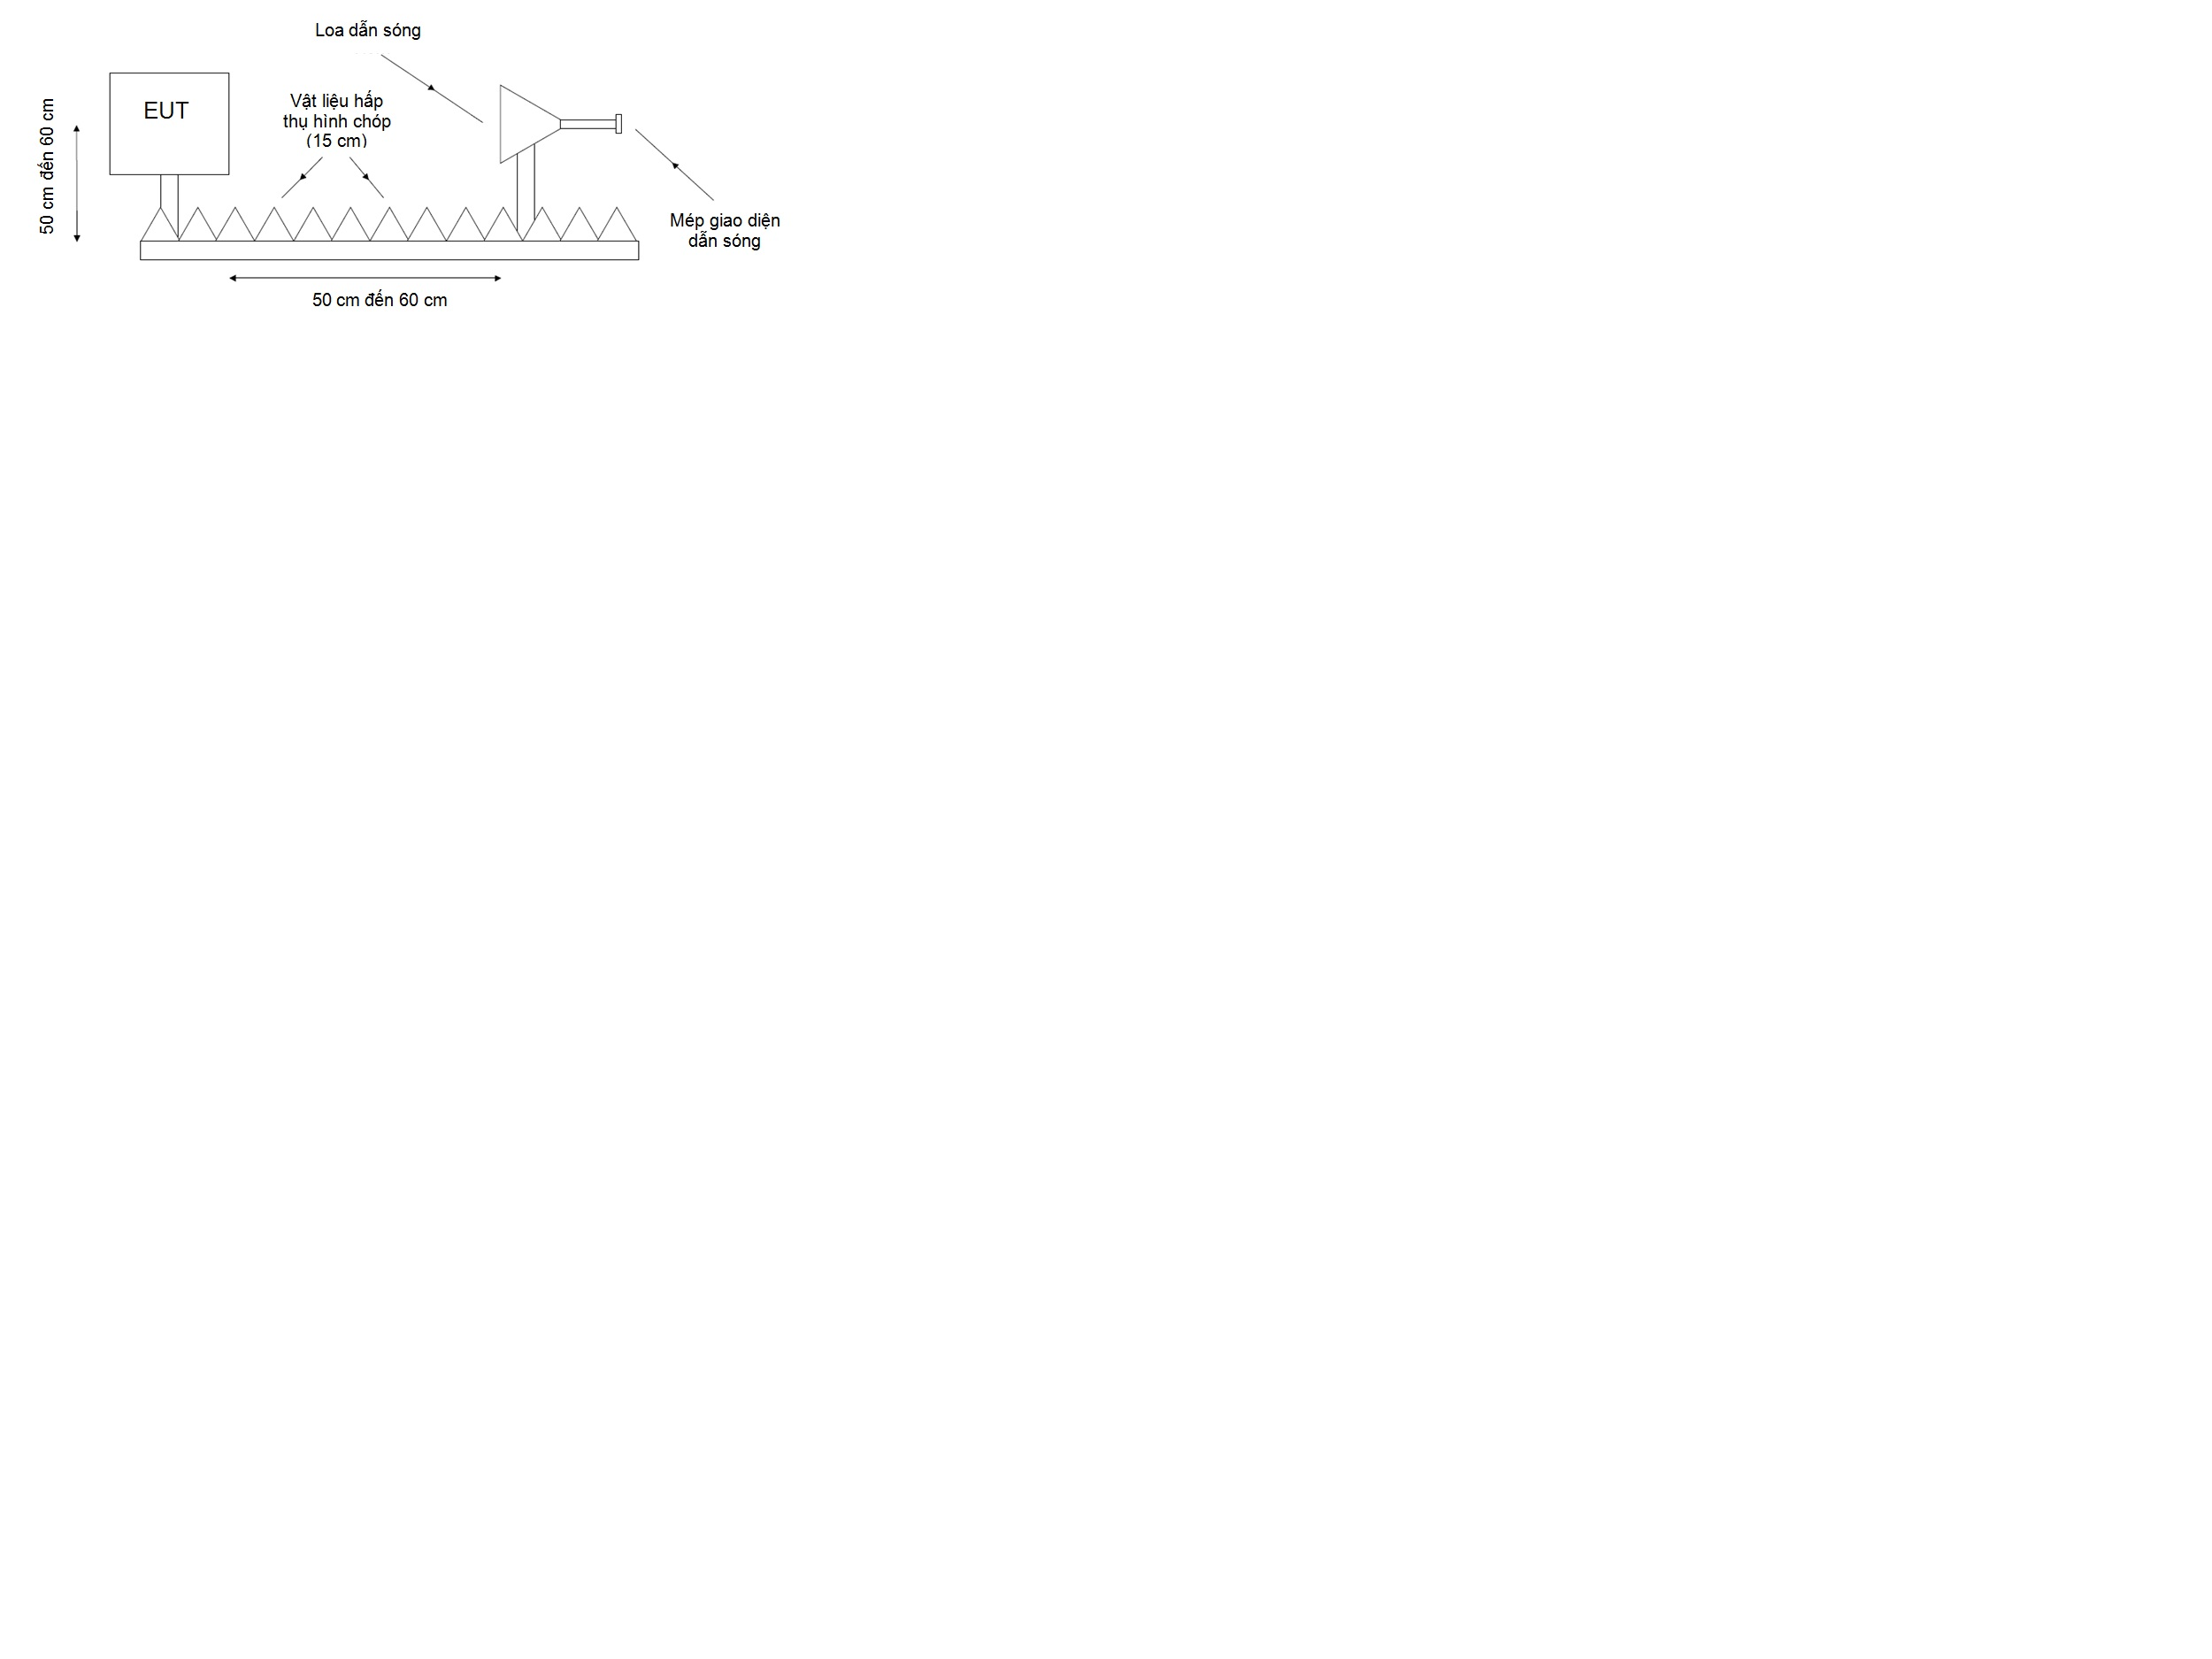 Loa dẫn sóng
EUT
50 cm đến 60 cm
Vật liệu hấp
thụ hình chóp
(15 cm)
Mép giao diện
dẫn sóng
50 cm đến 60 cm